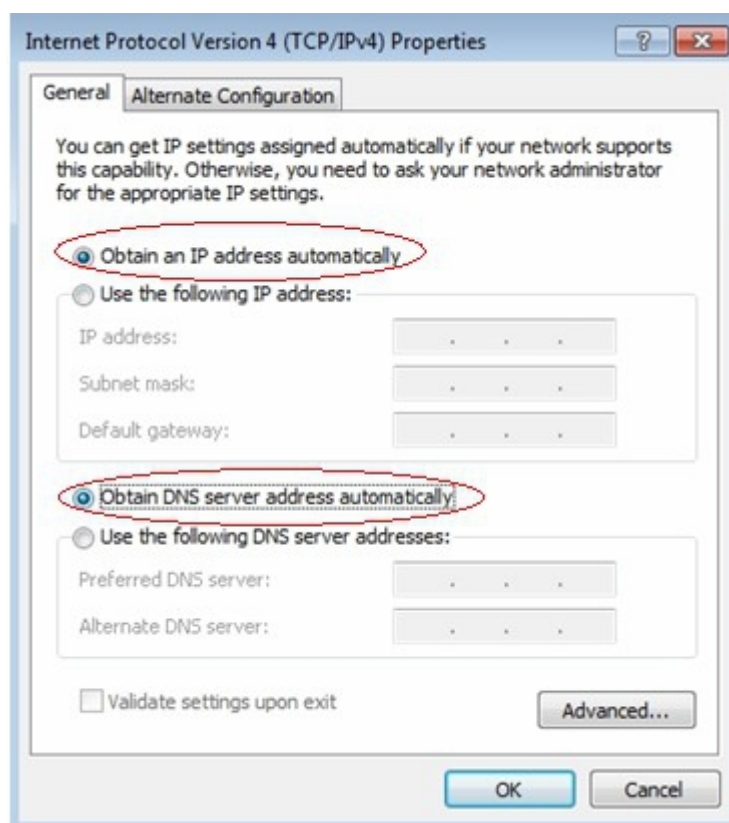 Internet Protocol Version 4 (TCP/IPv4) Properties
General
Alternate Configuration
You can get IP settings assigned automatically if your network supports
this capability. Otherwise, you need to ask your network administrator
for the appropriate IP settings.
Obtain an IP address automatically
Use the following IP address:
IP address:
Subnet mask:
Default gateway:
Obtain DNS server address automatically
Use the following DNS server addresses:
Preferred DNS server:
Alternate DNS server:
Validate settings upon exit
Advanced...
OK
Cancel